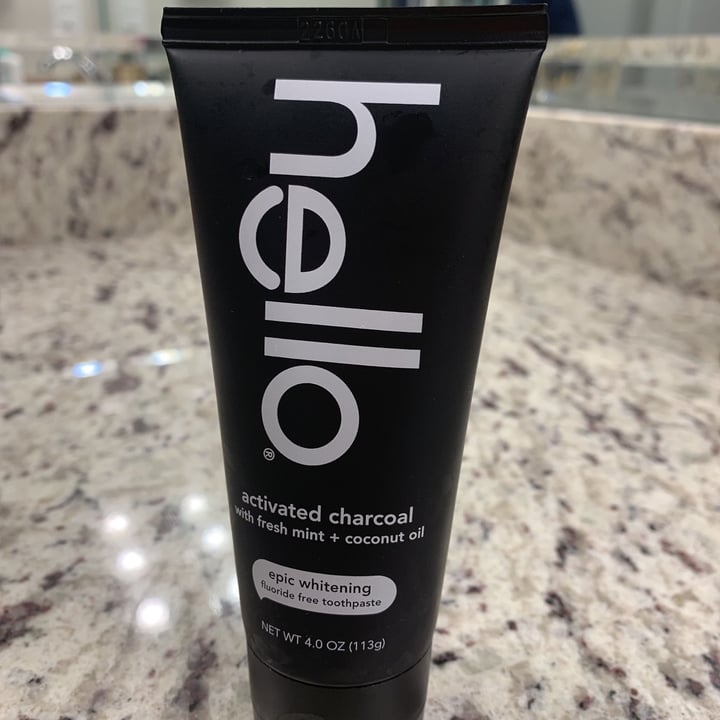 2260A
hello®
activated charcoal
with fresh mint + coconut oil
epic whitening
fluoride free toothpaste
NET WT 4.0 OZ (113g)